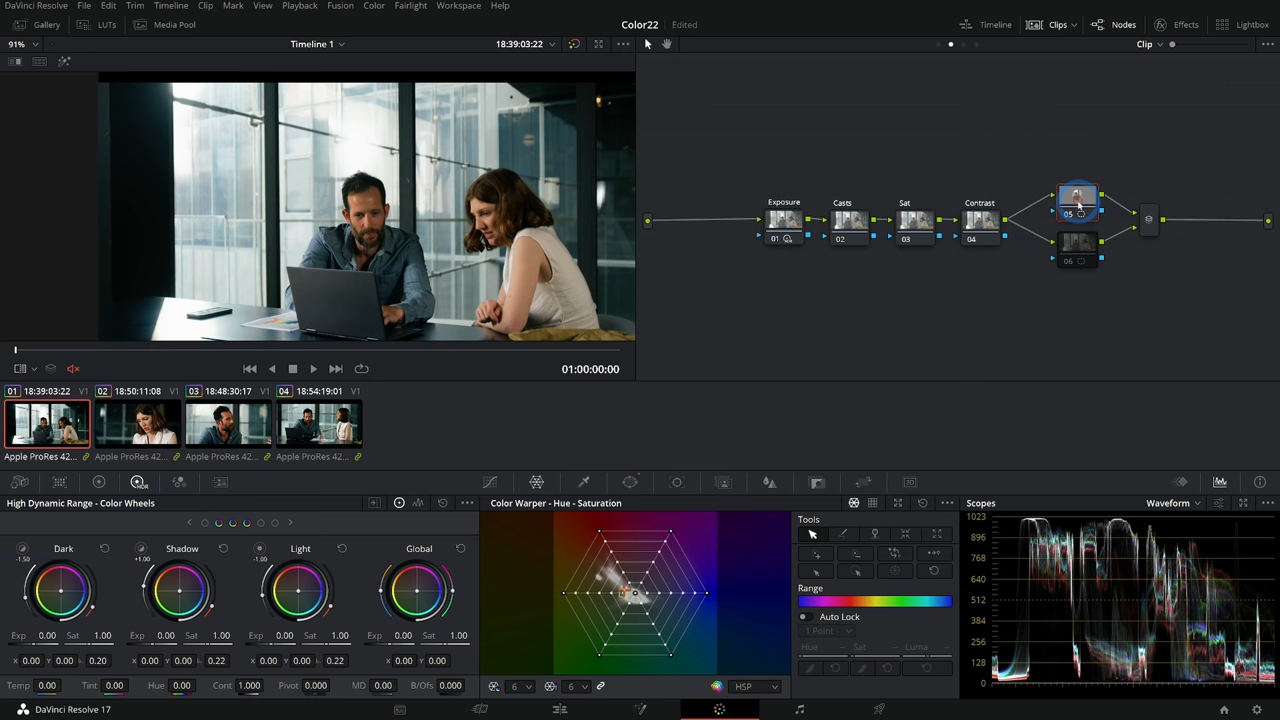 DaVinci Resolve File Edit Trim Timeline Clip Mark View Playback Fusion Color Fairlight Workspace Help
Gallery LUTs Media Pool Color22 Edited Timeline Clips Nodes Effects Lightbox
91% Timeline 1 18:39:03:22 Clip
Exposure Casts Sat Contrast
01 02 03 04 05
06
01:00:00:00
01 18:39:03:22 V1 02 18:50:11:08 V1 03 18:48:30:17 V1 04 18:54:19:01 V1
Apple ProRes 42... Apple ProRes 42... Apple ProRes 42... Apple ProRes 42...
High Dynamic Range - Color Wheels Color Warper - Hue - Saturation Scopes Waveform
Tools
Dark Shadow Light Global
-1.50 +1.00 -1.00
Range
Auto Lock
1 Point
Hue Sat Luma
Exp 0.00 Sat 1.00 Exp 0.00 Sat 1.00 Exp 0.00 Sat 1.00 Exp 0.00 Sat 1.00
X 0.00 Y 0.00 0.20 X 0.00 Y 0.00 0.22 X 0.00 Y 0.00 0.22 X 0.00 Y 0.00
Temp 0.00 Tint 0.00 Hue 0.00 Cont 1.000 Pivot 0.000 MD 0.00 B/Ofs 0.000
6 6 HSP
1023
896
768
640
512
384
256
128
0
DaVinci Resolve 17